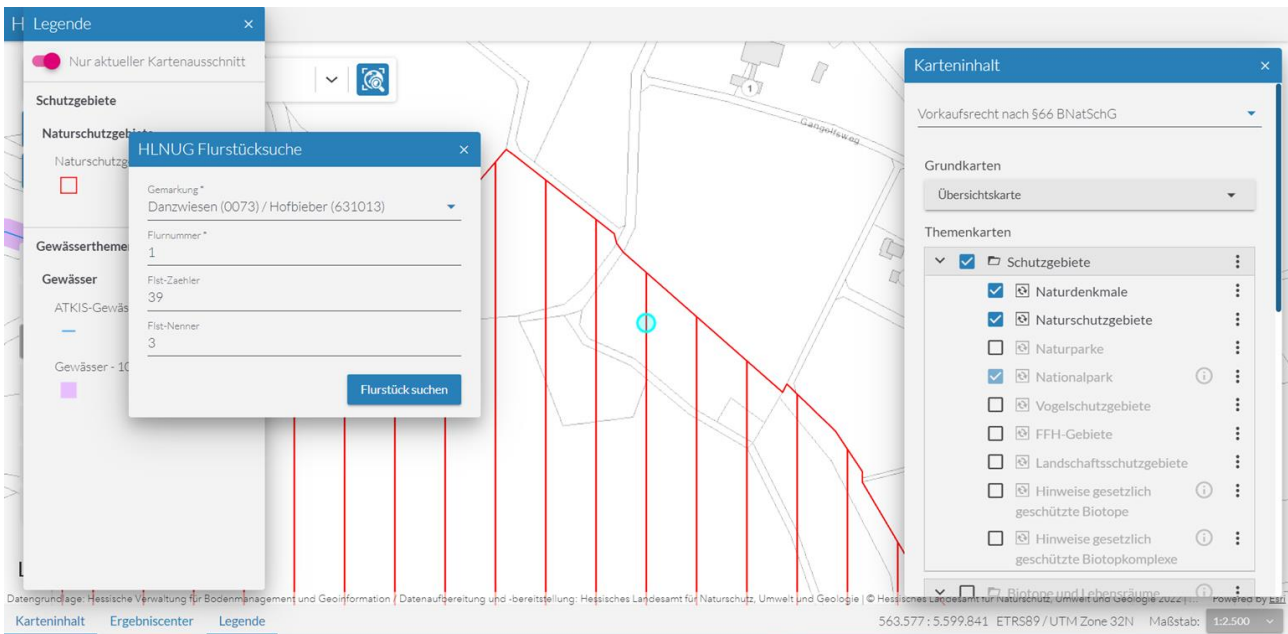 H
Legende
Nur aktueller Kartenausschnitt
Schutzgebiete
Naturschutzgebiete
Naturschutzg
Gewässertheme
Gewässer
ATKIS-Gewäs
Gewässer - 10
HLNUG Flurstücksuche
Gemarkung *
Danzwiesen (0073) / Hofbieber (631013)
Flurnummer *
1
Flst-Zaehler
39
Flst-Nenner
3
Flurstück suchen
1
Gangolfsweg
Karteninhalt
Vorkaufsrecht nach §66 BNatSchG
Grundkarten
Übersichtskarte
Themenkarten
Schutzgebiete
Naturdenkmale
Naturschutzgebiete
Naturparke
Nationalpark
Vogelschutzgebiete
FFH-Gebiete
Landschaftsschutzgebiete
Hinweise gesetzlich
geschützte Biotope
Hinweise gesetzlich
geschützte Biotopkomplexe
Biotope und Lebensräume
L
Datengrundlage: Hessische Verwaltung für Bodenmanagement und Geoinformation / Datenaufbereitung und -bereitstellung: Hessisches Landesamt für Naturschutz, Umwelt und Geologie | © Hessisches Landesamt für Naturschutz, Umwelt und Geologie 2022 | ... Powered by Esri
Karteninhalt Ergebniscenter Legende
563.577 : 5.599.841 ETRS89 / UTM Zone 32N Maßstab: 1:2.500